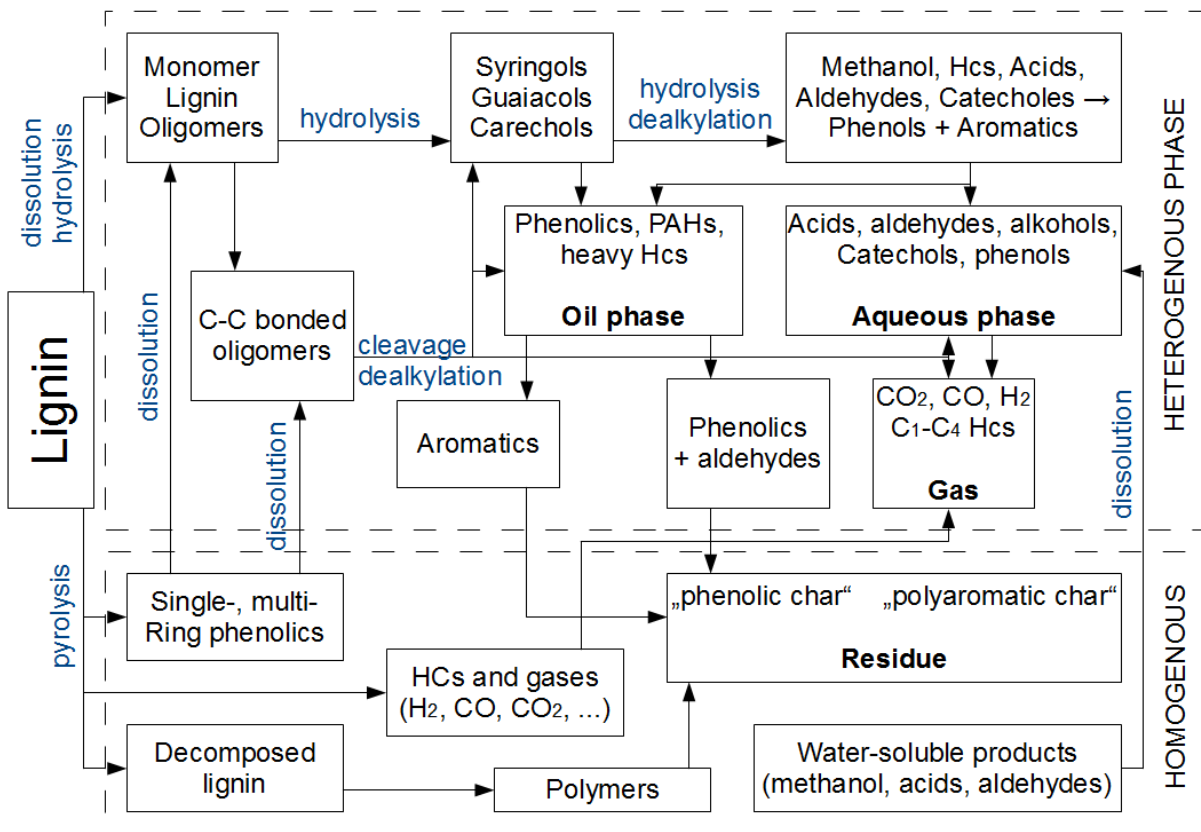 Monomer
Lignin
Oligomers
hydrolysis
Syringols
Guaiacols
Carechols
hydrolysis
dealkylation
Methanol, Hcs, Acids,
Aldehydes, Catecholes →
Phenols + Aromatics
dissolution
hydrolysis
HETEROGENOUS PHASE
Phenolics, PAHs,
heavy Hcs
Oil phase
Acids, aldehydes, alkohols,
Catechols, phenols
Aqueous phase
Lignin
dissolution
C-C bonded
oligomers
cleavage
dealkylation
Aromatics
Phenolics
+ aldehydes
CO2, CO, H2
C1-C4 Hcs
Gas
dissolution
dissolution
pyrolysis
Single-, multi-
Ring phenolics
„phenolic char“ „polyaromatic char“
Residue
HOMOGENOUS
HCs and gases
(H2, CO, CO2, ...)
Decomposed
lignin
Polymers
Water-soluble products
(methanol, acids, aldehydes)